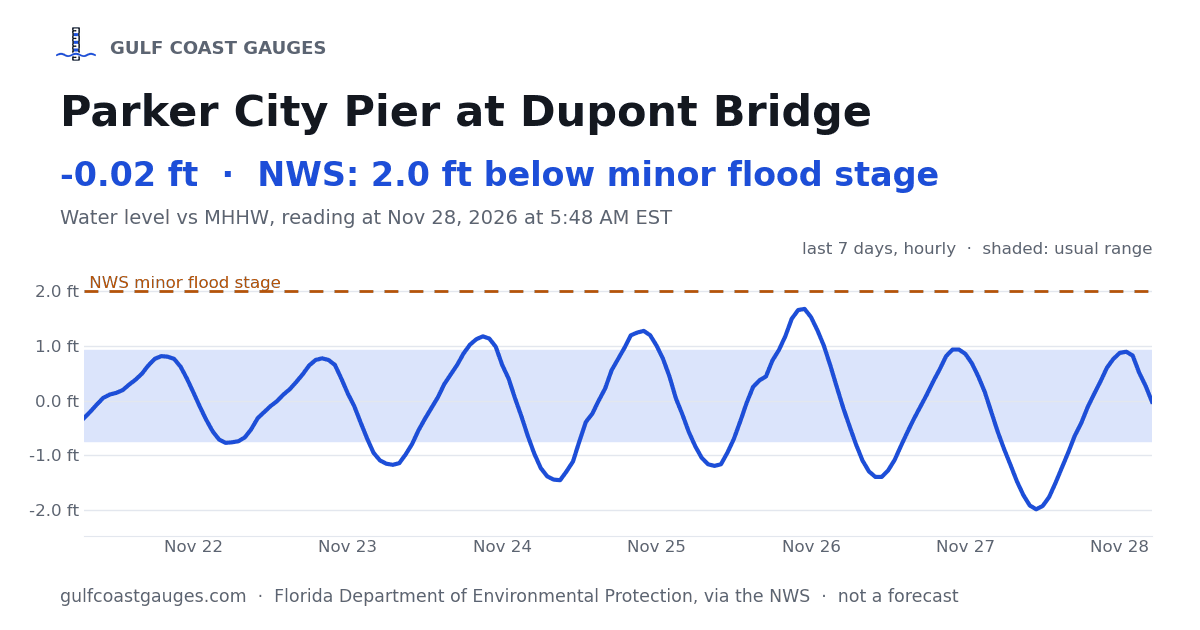 GULF COAST GAUGES
Parker City Pier at Dupont Bridge
-0.02 ft · NWS: 2.0 ft below minor flood stage
Water level vs MHHW, reading at Nov 28, 2026 at 5:48 AM EST
last 7 days, hourly · shaded: usual range
NWS minor flood stage
2.0 ft
1.0 ft
0.0 ft
-1.0 ft
-2.0 ft
Nov 22 Nov 23 Nov 24 Nov 25 Nov 26 Nov 27 Nov 28
gulfcoastgauges.com · Florida Department of Environmental Protection, via the NWS · not a forecast